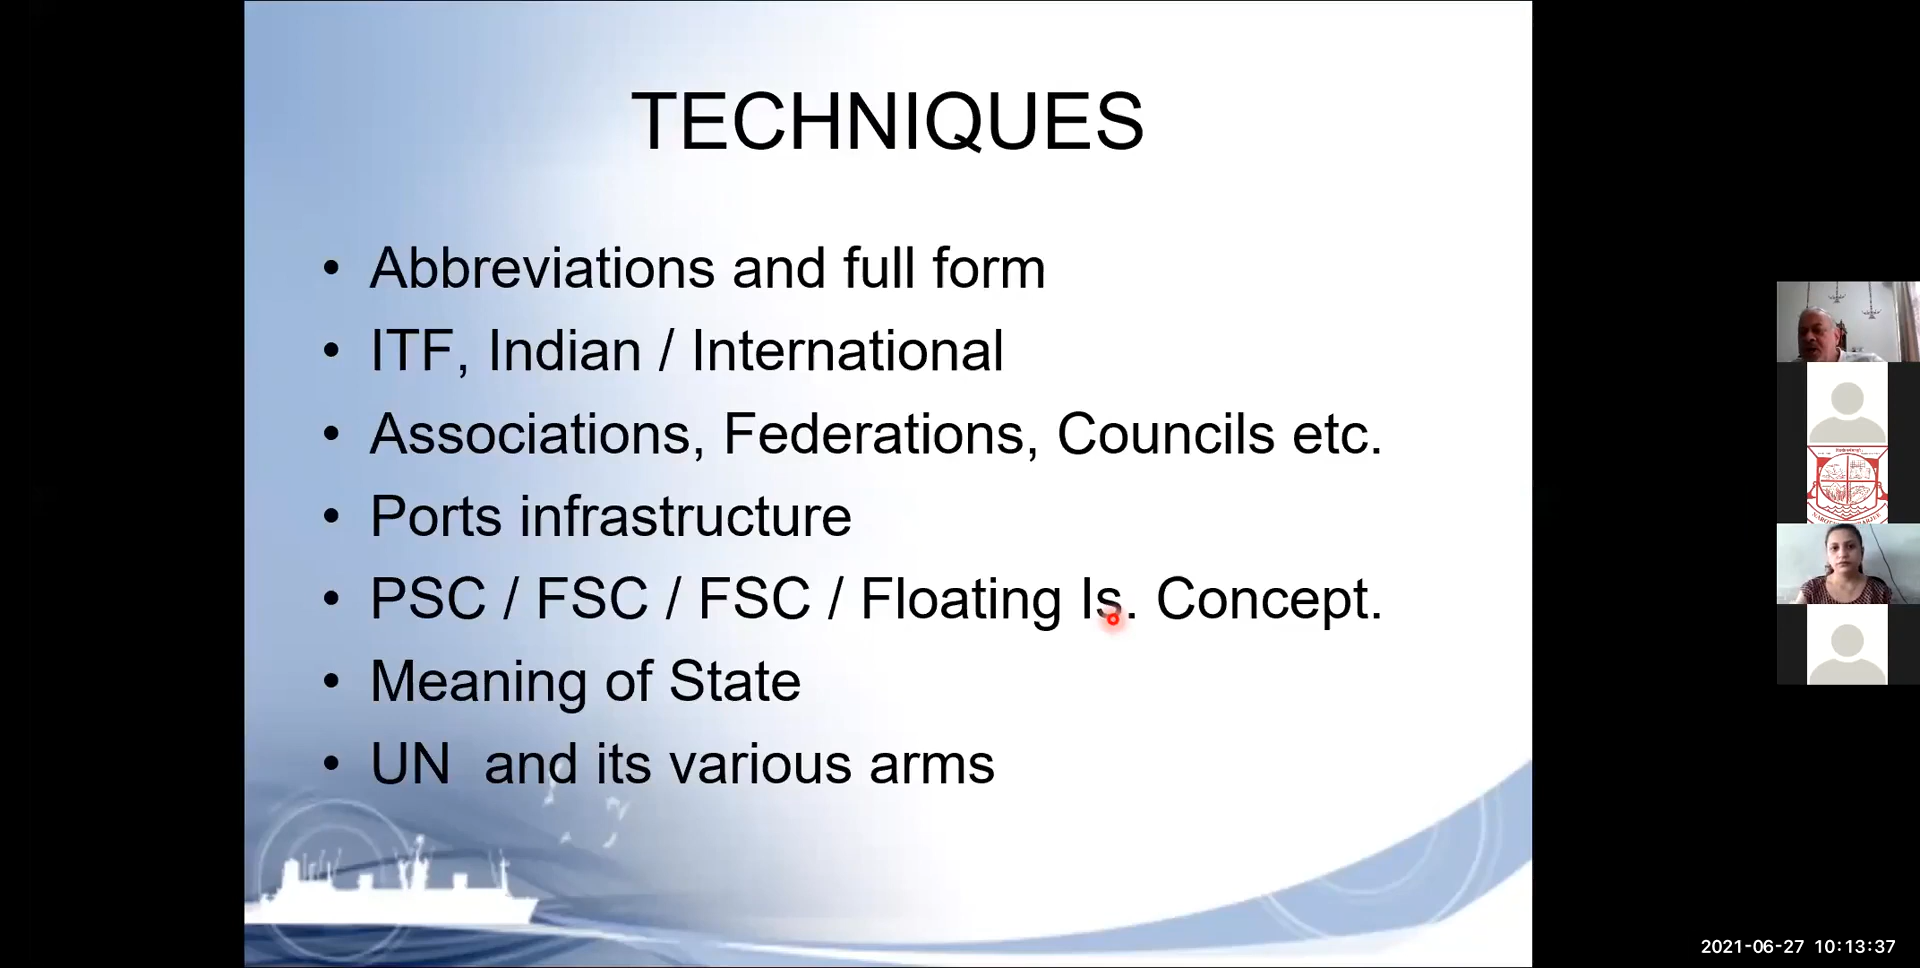 TECHNIQUES
• Abbreviations and full form
• ITF, Indian / International
• Associations, Federations, Councils etc.
• Ports infrastructure
• PSC / FSC / FSC / Floating Is. Concept.
• Meaning of State
• UN and its various arms
2021-06-27 10:13:37